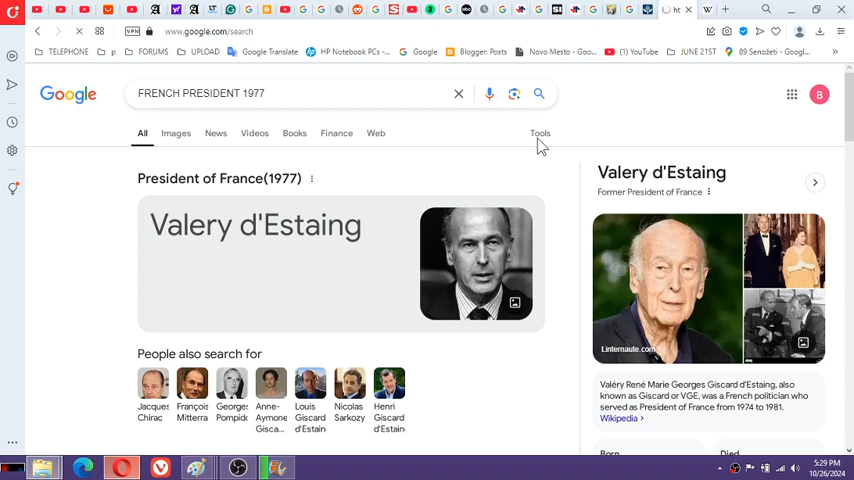 www.google.com/search
VPN
TELEPHONE
p
FORUMS
UPLOAD
Google Translate
HP Notebook PCs -...
Google
Blogger: Posts
Novo Mesto - Goog...
(1) YouTube
JUNE 21ST
89 Senožeti - Googl...
Google
FRENCH PRESIDENT 1977
B
All
Images
News
Videos
Books
Finance
Web
Tools
President of France(1977)
Valery d'Estaing
People also search for
Jacques
Chirac
François
Mitterra
Georges
Pompido
Anne-
Aymone
Gisca...
Louis
Giscard
d'Estain
Nicolas
Sarkozy
Henri
Giscard
d'Estain
Valery d'Estaing
Former President of France
Linternaute.com
Valéry René Marie Georges Giscard d'Estaing, also
known as Giscard or VGE, was a French politician who
served as President of France from 1974 to 1981.
Wikipedia >
Born
Died
5:29 PM
10/26/2024